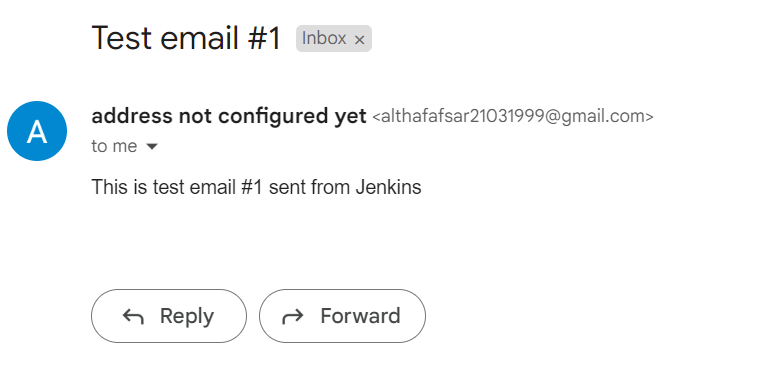 Test email #1 Inbox ×
A
address not configured yet <althafafsar21031999@gmail.com>
to me
This is test email #1 sent from Jenkins
Reply Forward